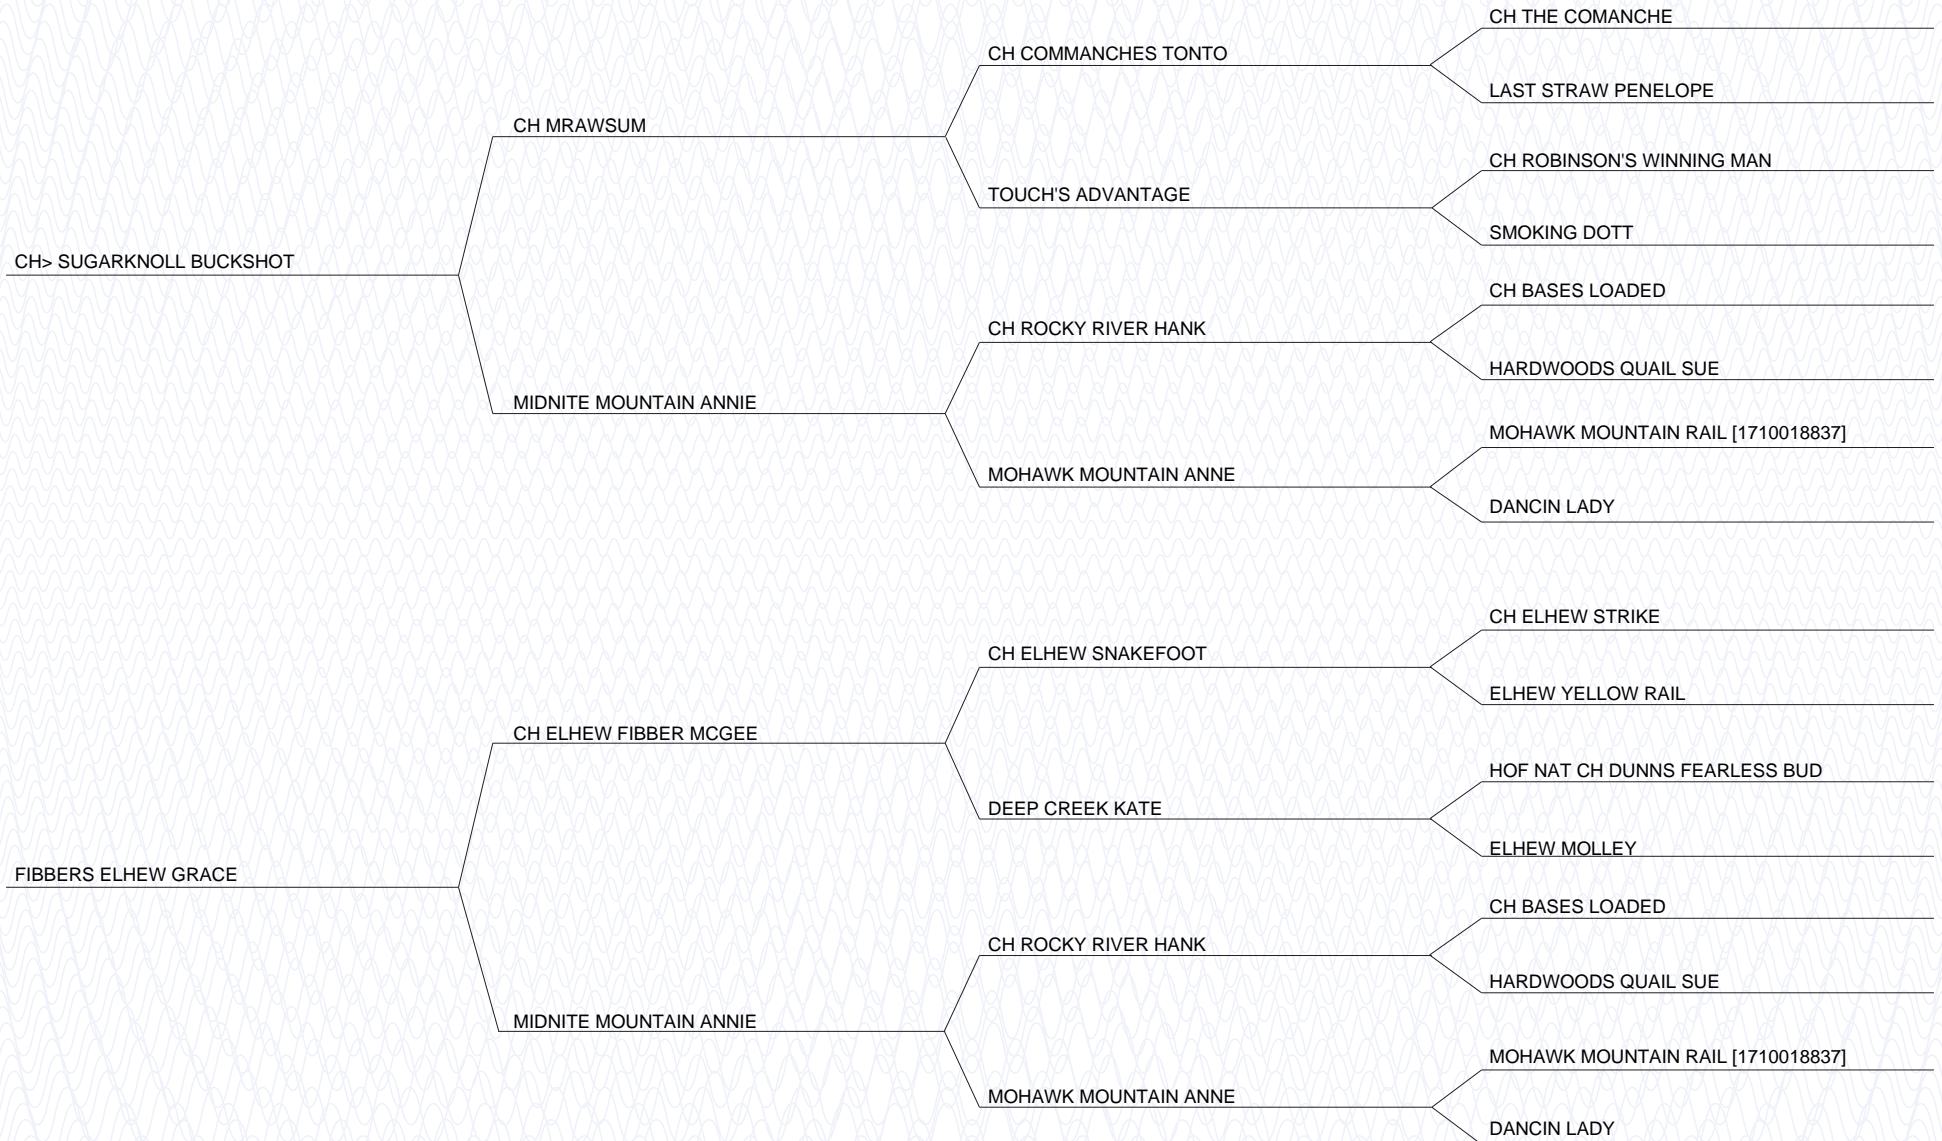 CH THE COMANCHE
CH COMMANCHES TONTO
LAST STRAW PENELOPE
CH MRAWSUM
CH ROBINSON'S WINNING MAN
TOUCH'S ADVANTAGE
SMOKING DOTT
CH> SUGARKNOLL BUCKSHOT
CH BASES LOADED
CH ROCKY RIVER HANK
HARDWOODS QUAIL SUE
MIDNITE MOUNTAIN ANNIE
MOHAWK MOUNTAIN RAIL [1710018837]
MOHAWK MOUNTAIN ANNE
DANCIN LADY
CH ELHEW STRIKE
CH ELHEW SNAKEFOOT
ELHEW YELLOW RAIL
CH ELHEW FIBBER MCGEE
HOF NAT CH DUNNS FEARLESS BUD
DEEP CREEK KATE
ELHEW MOLLEY
FIBBERS ELHEW GRACE
CH BASES LOADED
CH ROCKY RIVER HANK
HARDWOODS QUAIL SUE
MIDNITE MOUNTAIN ANNIE
MOHAWK MOUNTAIN RAIL [1710018837]
MOHAWK MOUNTAIN ANNE
DANCIN LADY